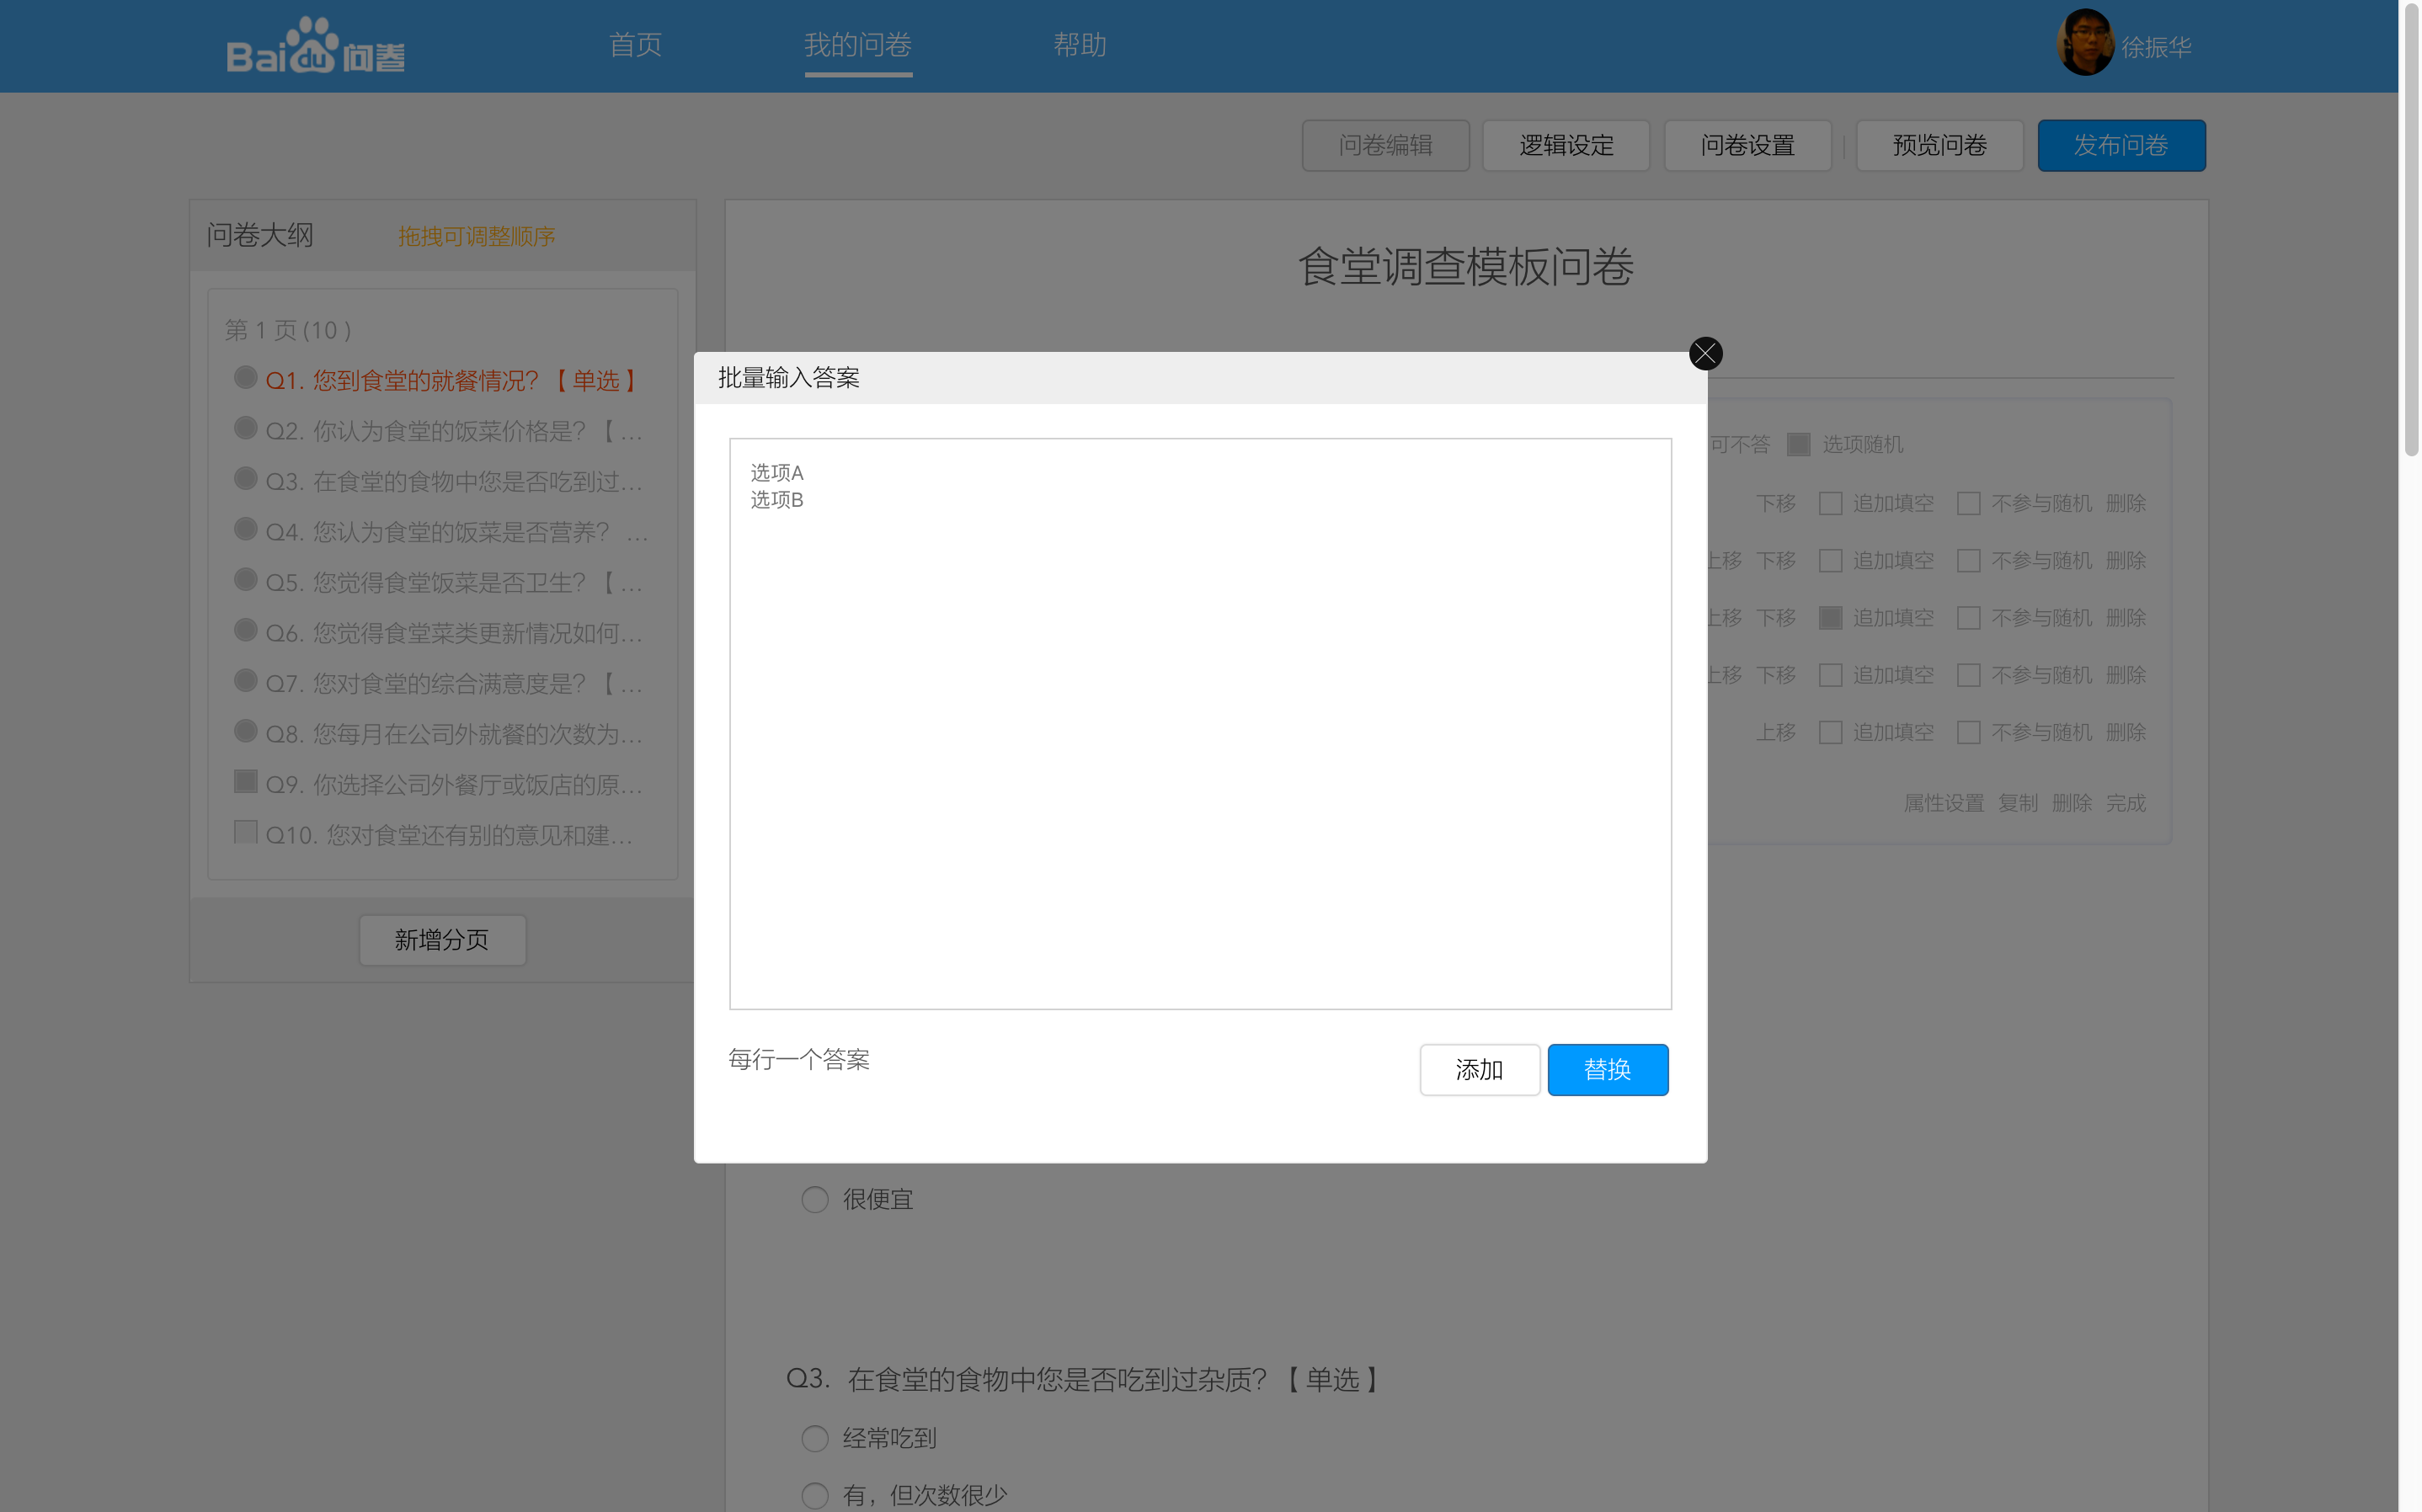 Baidu 问卷
首页
我的问卷
帮助
徐振华
问卷编辑
逻辑设定
问卷设置
预览问卷
发布问卷
问卷大纲
拖拽可调整顺序
第 1 页 (10 )
Q1. 您到食堂的就餐情况? 【 单选 】
Q2. 你认为食堂的饭菜价格是? 【 ...
Q3. 在食堂的食物中您是否吃到过...
Q4. 您认为食堂的饭菜是否营养? ...
Q5. 您觉得食堂饭菜是否卫生? 【 ...
Q6. 您觉得食堂菜类更新情况如何...
Q7. 您对食堂的综合满意度是? 【 ...
Q8. 您每月在公司外就餐的次数为...
Q9. 你选择公司外餐厅或饭店的原...
Q10. 您对食堂还有别的意见和建...
新增分页
食堂调查模板问卷
可不答 选项随机
下移 追加填空 不参与随机 删除
上移 下移 追加填空 不参与随机 删除
上移 下移 追加填空 不参与随机 删除
上移 下移 追加填空 不参与随机 删除
上移 追加填空 不参与随机 删除
属性设置 复制 删除 完成
批量输入答案
选项A
选项B
每行一个答案
添加
替换
很便宜
Q3. 在食堂的食物中您是否吃到过杂质? 【 单选 】
经常吃到
有，但次数很少